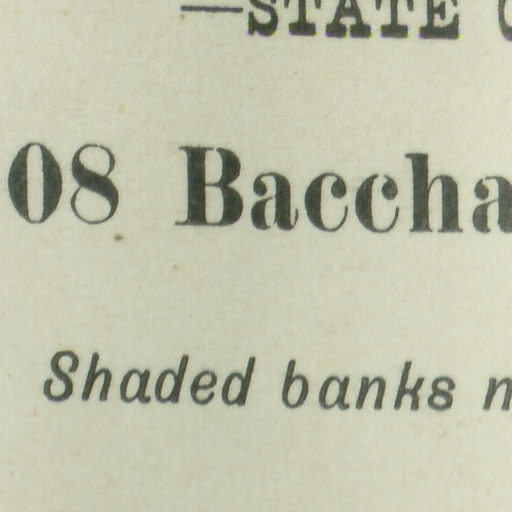 —STATE
08 Baccha
Shaded banks